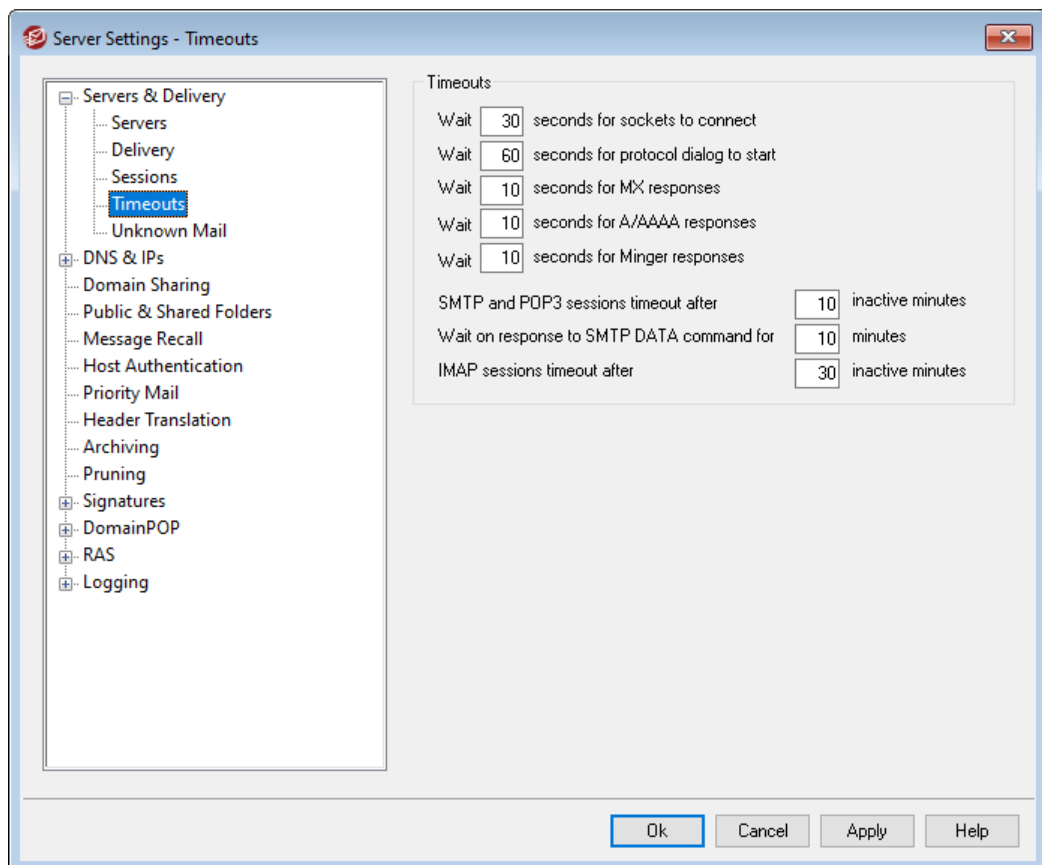 Server Settings - Timeouts
Servers & Delivery
Servers
Delivery
Sessions
Timeouts
Unknown Mail
DNS & IPs
Domain Sharing
Public & Shared Folders
Message Recall
Host Authentication
Priority Mail
Header Translation
Archiving
Pruning
Signatures
DomainPOP
RAS
Logging
Timeouts
Wait 30 seconds for sockets to connect
Wait 60 seconds for protocol dialog to start
Wait 10 seconds for MX responses
Wait 10 seconds for A/AAAA responses
Wait 10 seconds for Minger responses
SMTP and POP3 sessions timeout after 10 inactive minutes
Wait on response to SMTP DATA command for 10 minutes
IMAP sessions timeout after 30 inactive minutes
Ok Cancel Apply Help